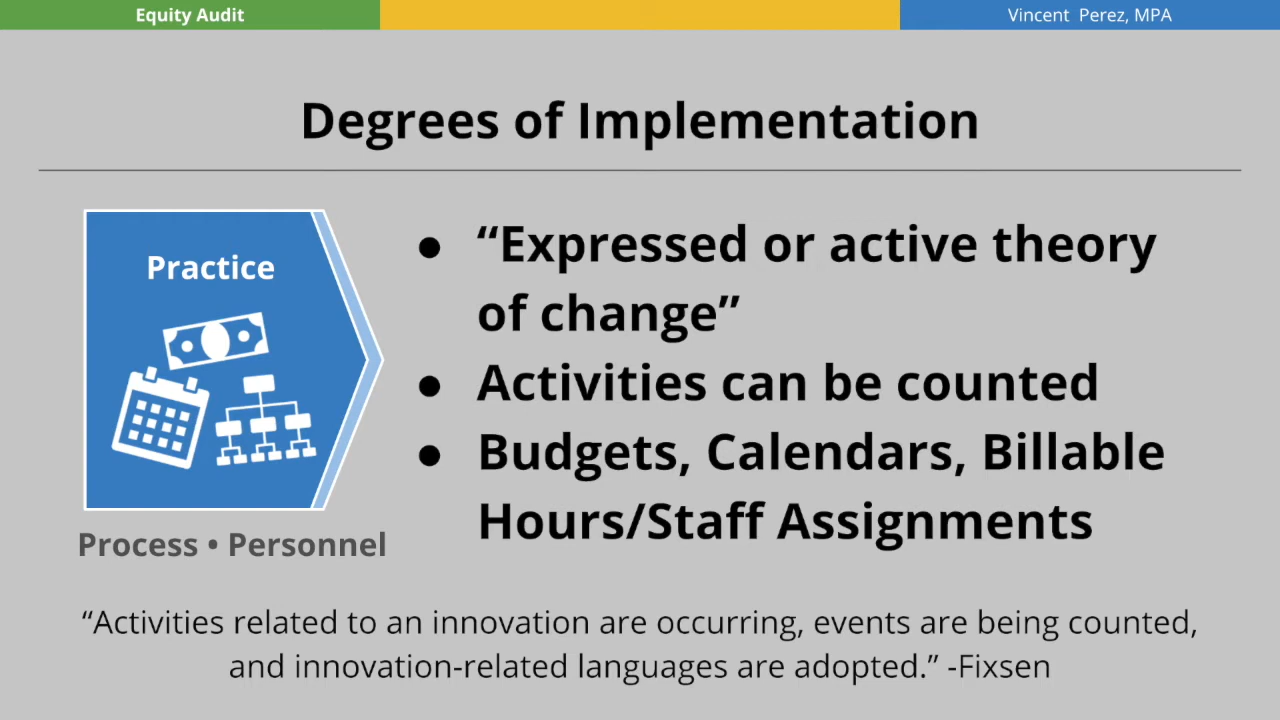 Equity Audit
Vincent Perez, MPA
Degrees of Implementation
Practice
Process • Personnel
● “Expressed or active theory
of change”
● Activities can be counted
● Budgets, Calendars, Billable
Hours/Staff Assignments
“Activities related to an innovation are occurring, events are being counted,
and innovation-related languages are adopted.” -Fixsen